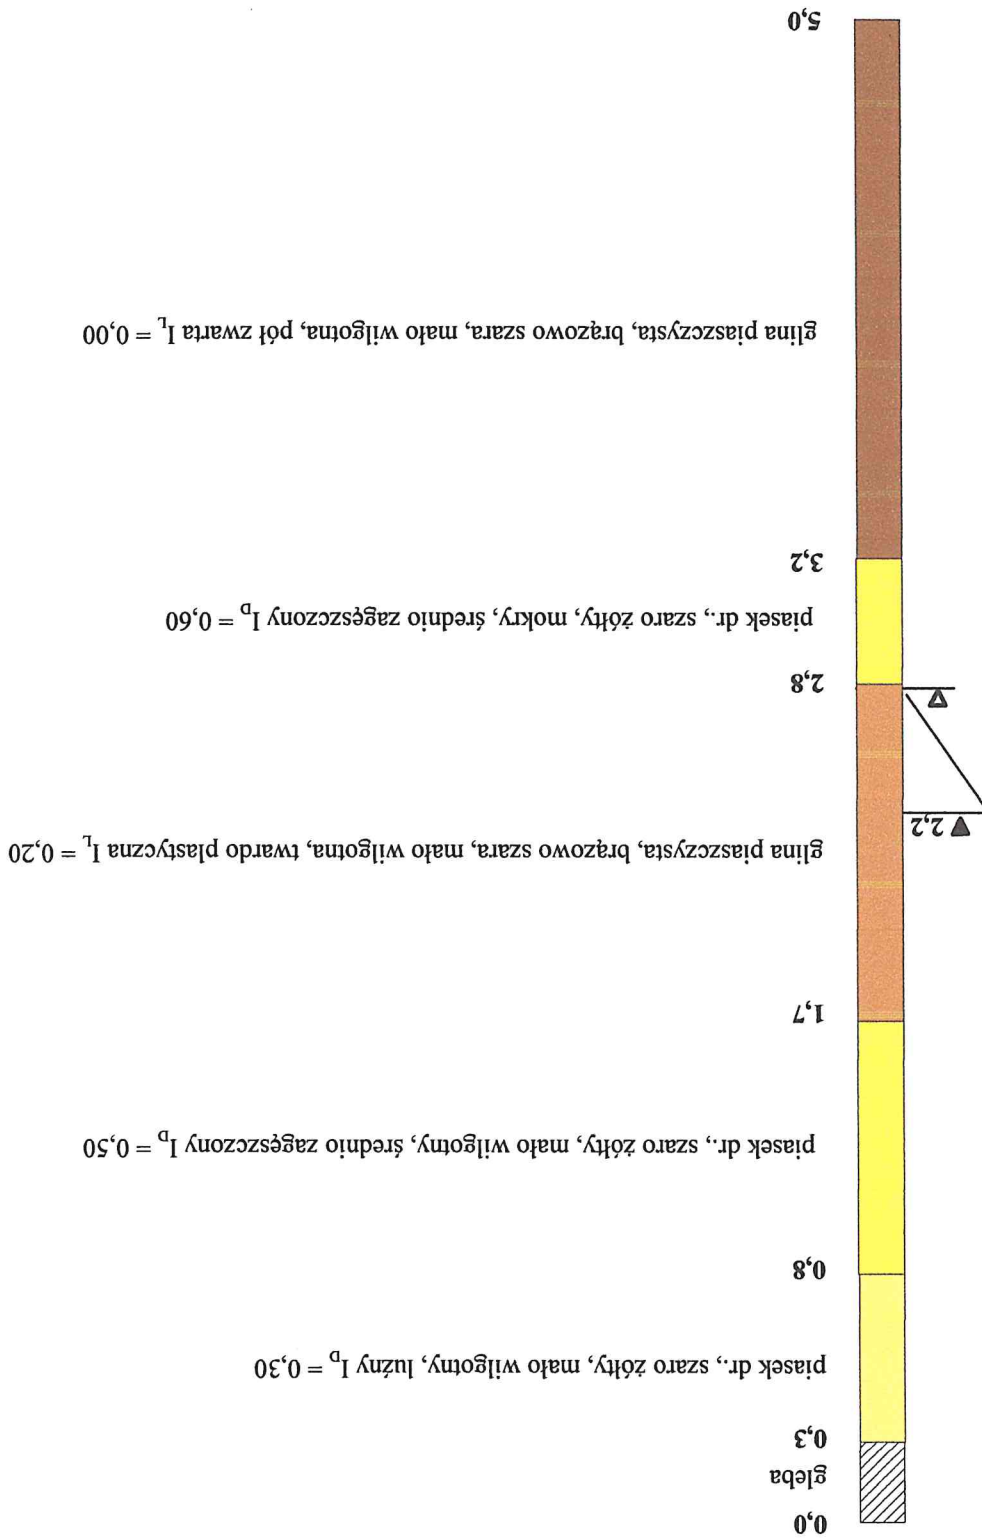 0,0
gleba
0,3
piasek dr., szaro żółty, mało wilgotny, luźny I_D = 0,30
0,8
piasek dr., szaro żółty, mało wilgotny, średnio zagęszczony I_D = 0,50
1,7
glina piaszczysta, brązowo szara, mało wilgotna, twardo plastyczna I_L = 0,20
2,2
2,8
piasek dr., szaro żółty, mokry, średnio zagęszczony I_D = 0,60
3,2
glina piaszczysta, brązowo szara, mało wilgotna, pół zwarta I_L = 0,00
5,0